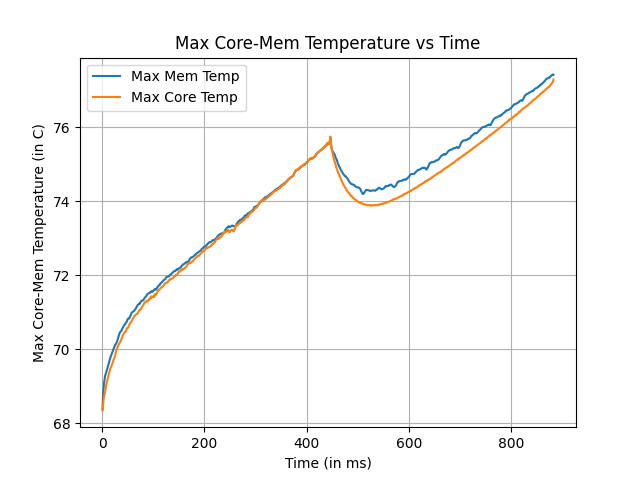 Max Core-Mem Temperature vs Time
Max Mem Temp
Max Core Temp
Max Core-Mem Temperature (in C)
76
74
72
70
68
0 200 400 600 800
Time (in ms)